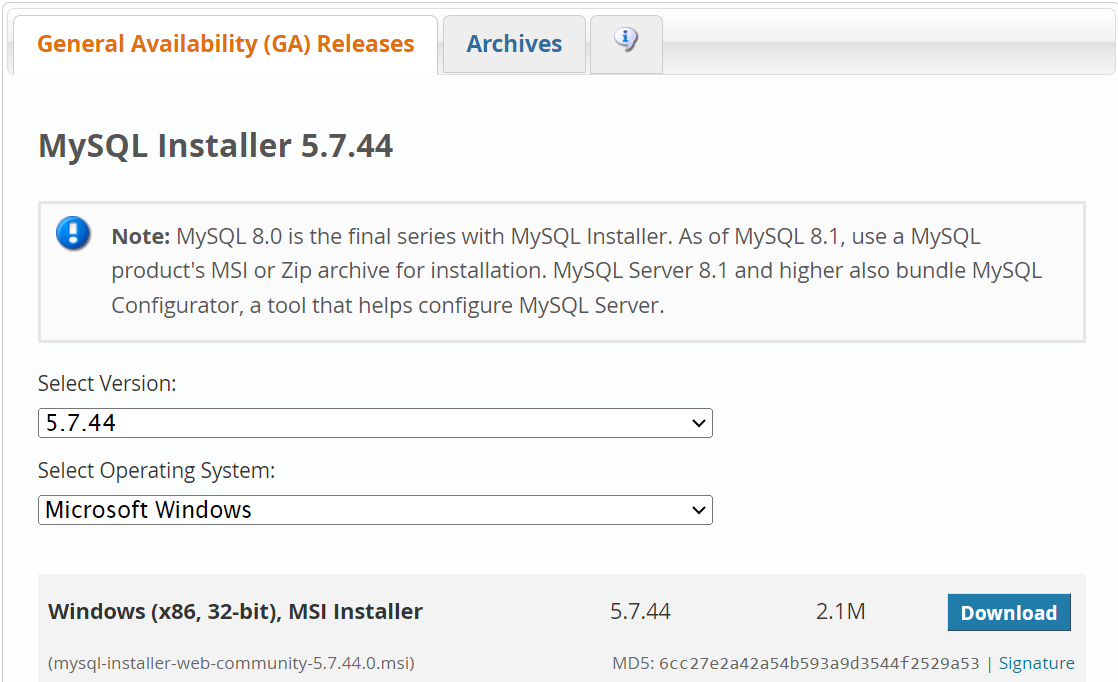 General Availability (GA) Releases
Archives
MySQL Installer 5.7.44
Note: MySQL 8.0 is the final series with MySQL Installer. As of MySQL 8.1, use a MySQL
product's MSI or Zip archive for installation. MySQL Server 8.1 and higher also bundle MySQL
Configurator, a tool that helps configure MySQL Server.
Select Version:
5.7.44
Select Operating System:
Microsoft Windows
Windows (x86, 32-bit), MSI Installer 5.7.44 2.1M Download
(mysql-installer-web-community-5.7.44.0.msi) MD5: 6cc27e2a42a54b593a9d3544f2529a53 | Signature